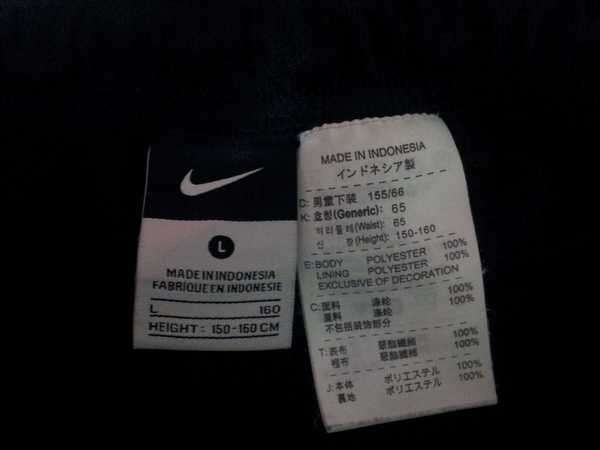 L
MADE IN INDONESIA
FABRIQUE EN INDONESIE
L 160
HEIGHT: 150-160 CM
MADE IN INDONESIA
インドネシア製
C: 男童下装 155/66
K: 호칭(Generic): 65
허리둘레(Waist): 65
신 장(Height): 150-160
E: BODY POLYESTER 100%
LINING POLYESTER 100%
EXCLUSIVE OF DECORATION
C: 面料 涤纶 100%
里料 涤纶 100%
不包括装饰部分
T: 表布 聚酯纖維 100%
裡布 聚酯纖維 100%
J: 本体 ポリエステル 100%
裏地 ポリエステル 100%